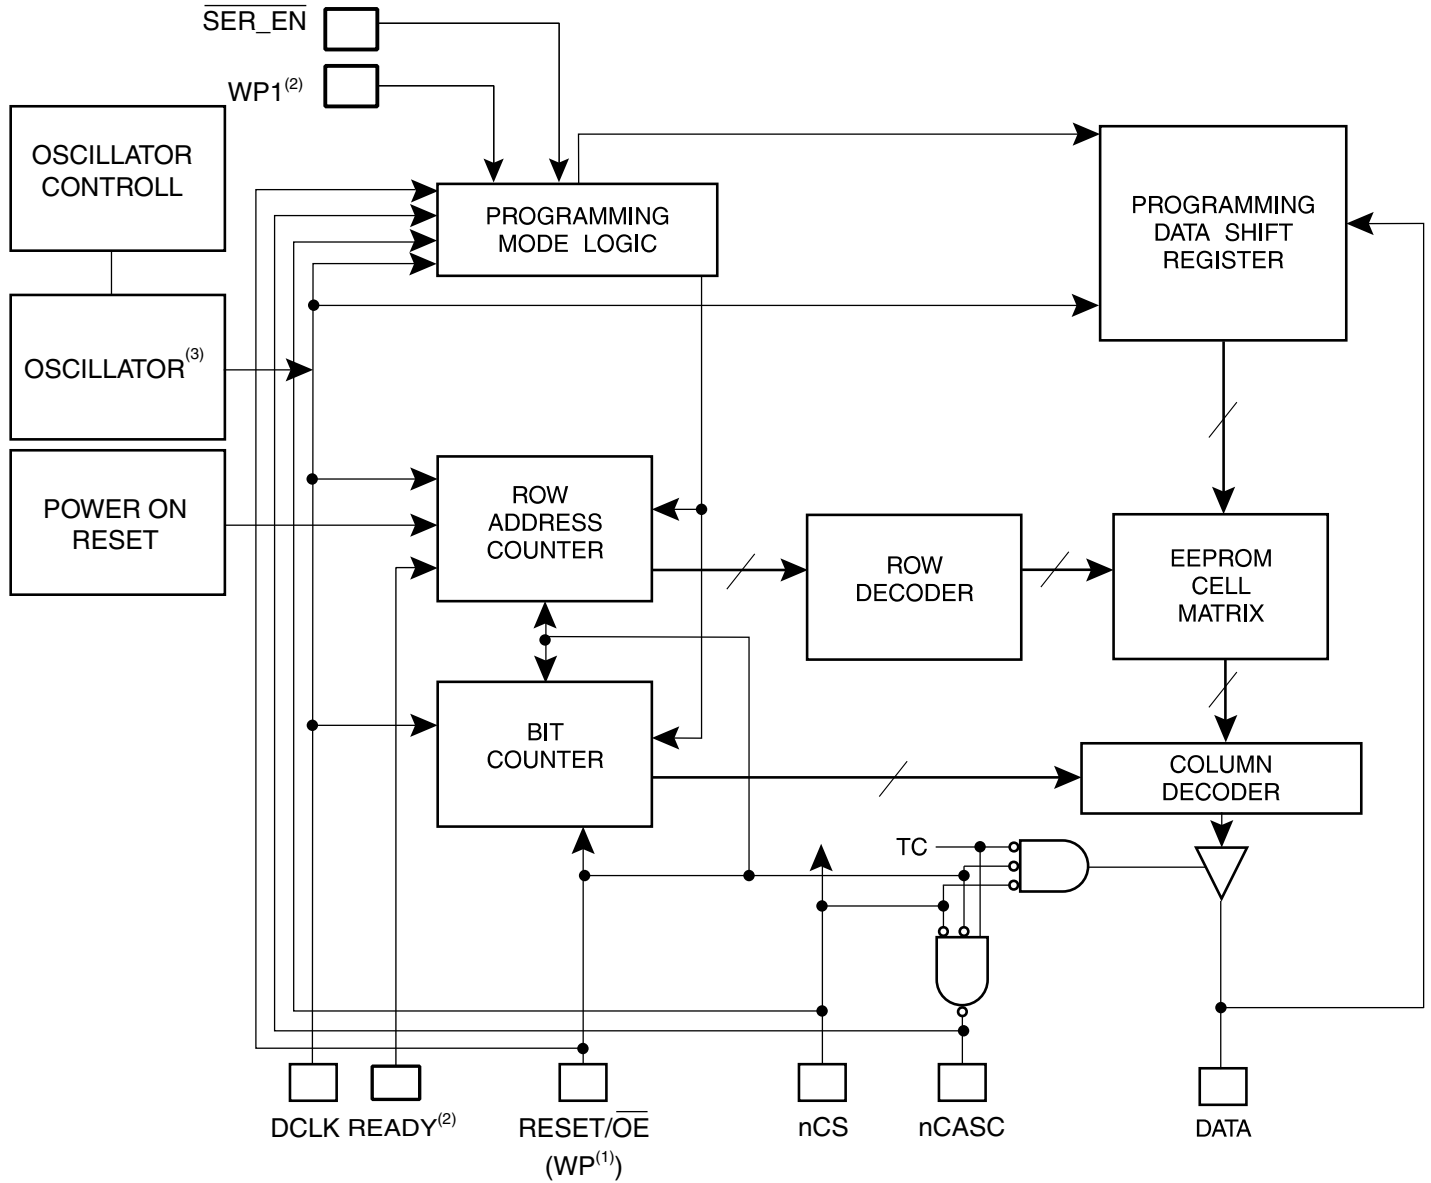 SER_EN
WP1(2)
OSCILLATOR
CONTROLL
PROGRAMMING
MODE LOGIC
PROGRAMMING
DATA SHIFT
REGISTER
OSCILLATOR(3)
POWER ON
RESET
ROW
ADDRESS
COUNTER
ROW
DECODER
EEPROM
CELL
MATRIX
BIT
COUNTER
COLUMN
DECODER
TC
DCLK
READY(2)
RESET/OE
(WP(1))
nCS
nCASC
DATA